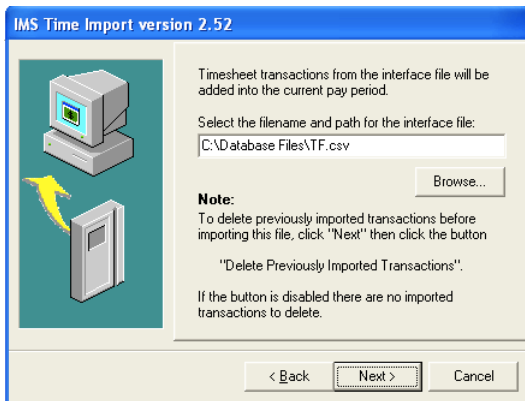 IMS Time Import version 2.52
Timesheet transactions from the interface file will be
added into the current pay period.
Select the filename and path for the interface file:
C:\Database Files\TF.csv
Browse...
Note:
To delete previously imported transactions before
importing this file, click "Next" then click the button
"Delete Previously Imported Transactions".
If the button is disabled there are no imported
transactions to delete.
< Back
Next >
Cancel